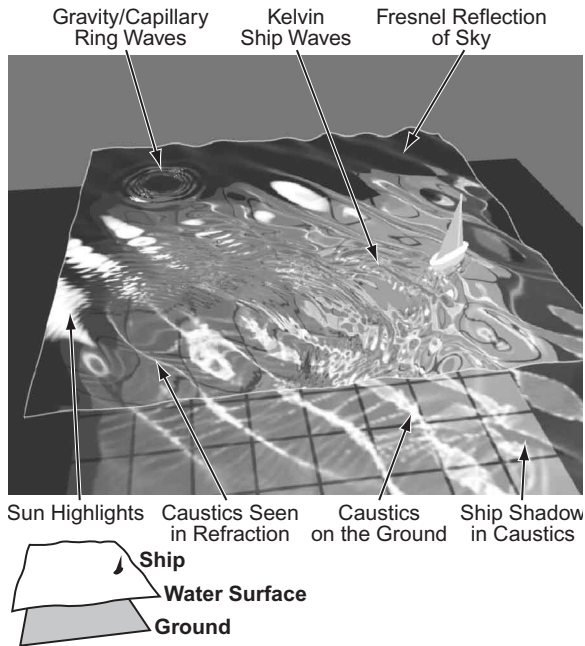 Gravity/Capillary
Ring Waves
Kelvin
Ship Waves
Fresnel Reflection
of Sky
Sun Highlights
Caustics Seen
in Refraction
Caustics
on the Ground
Ship Shadow
in Caustics
Ship
Water Surface
Ground